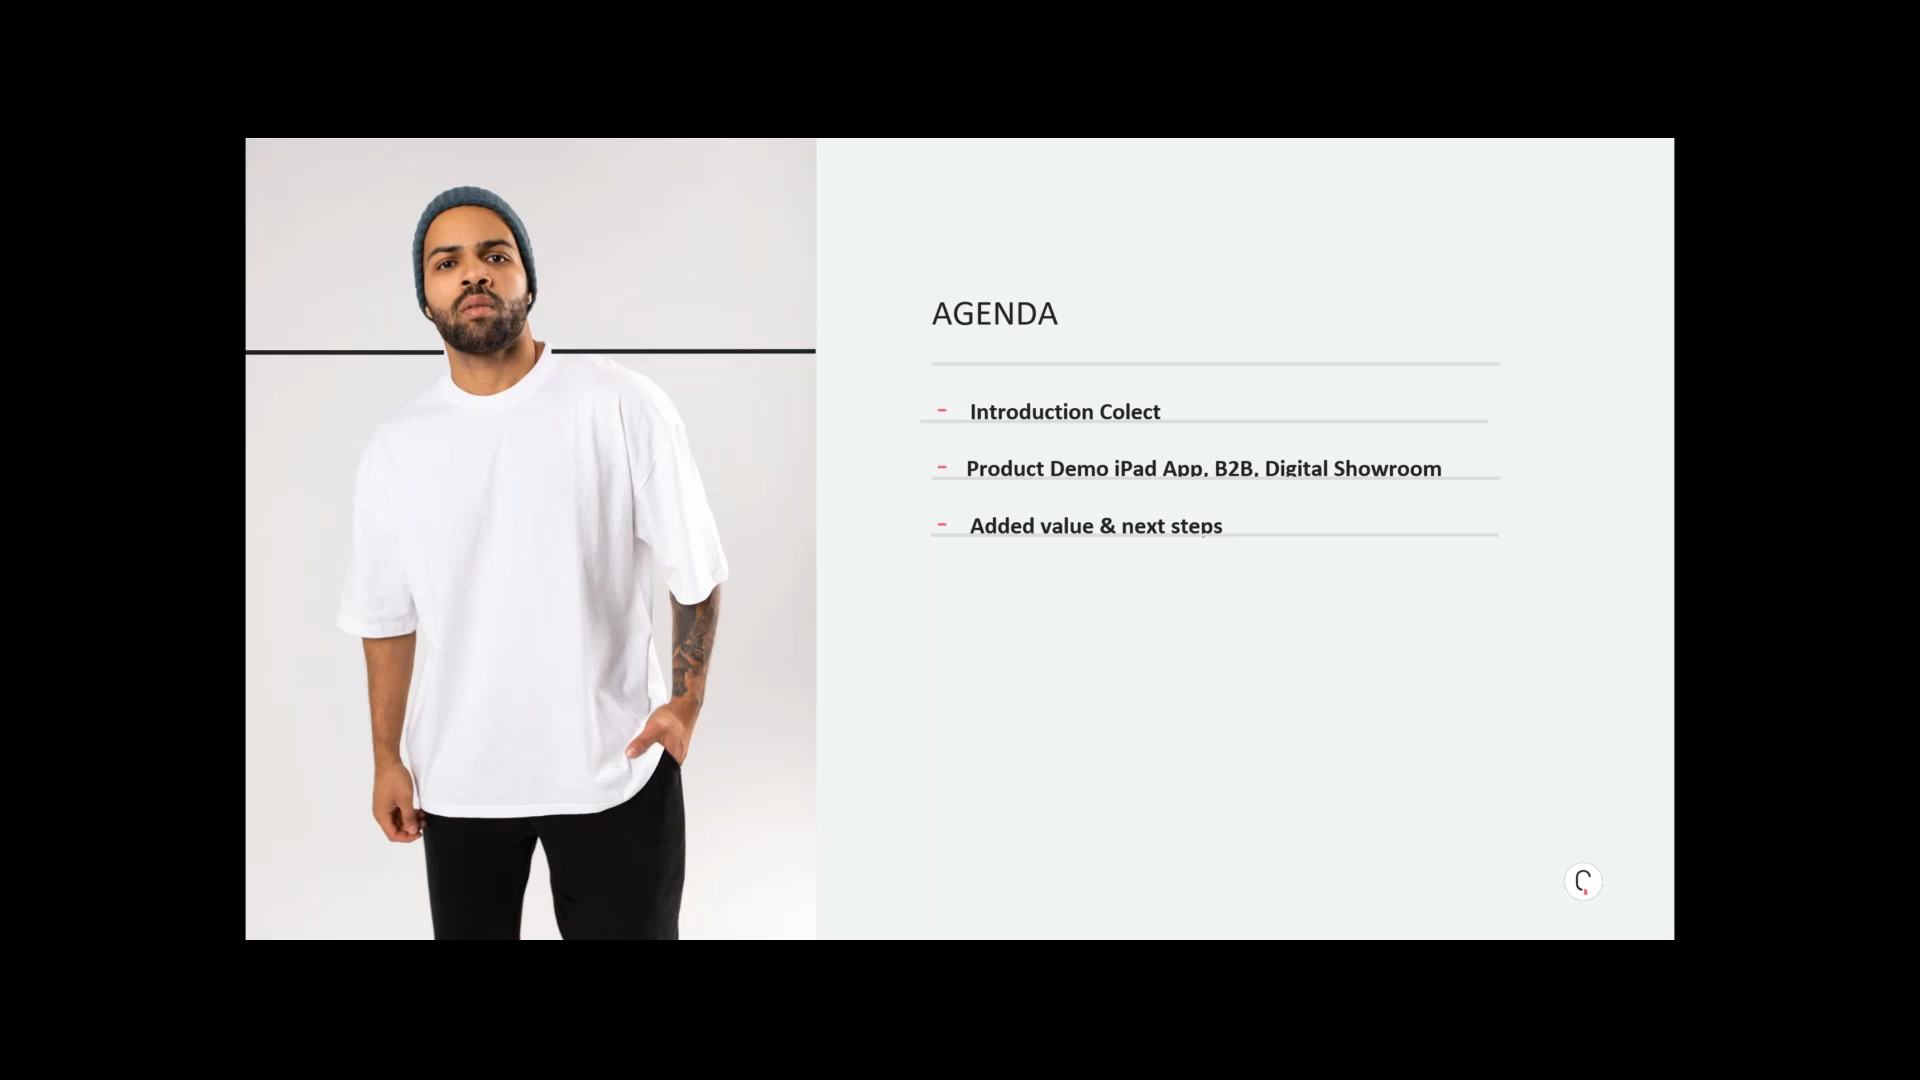 AGENDA
- Introduction Colect
- Product Demo iPad App, B2B, Digital Showroom
- Added value & next steps